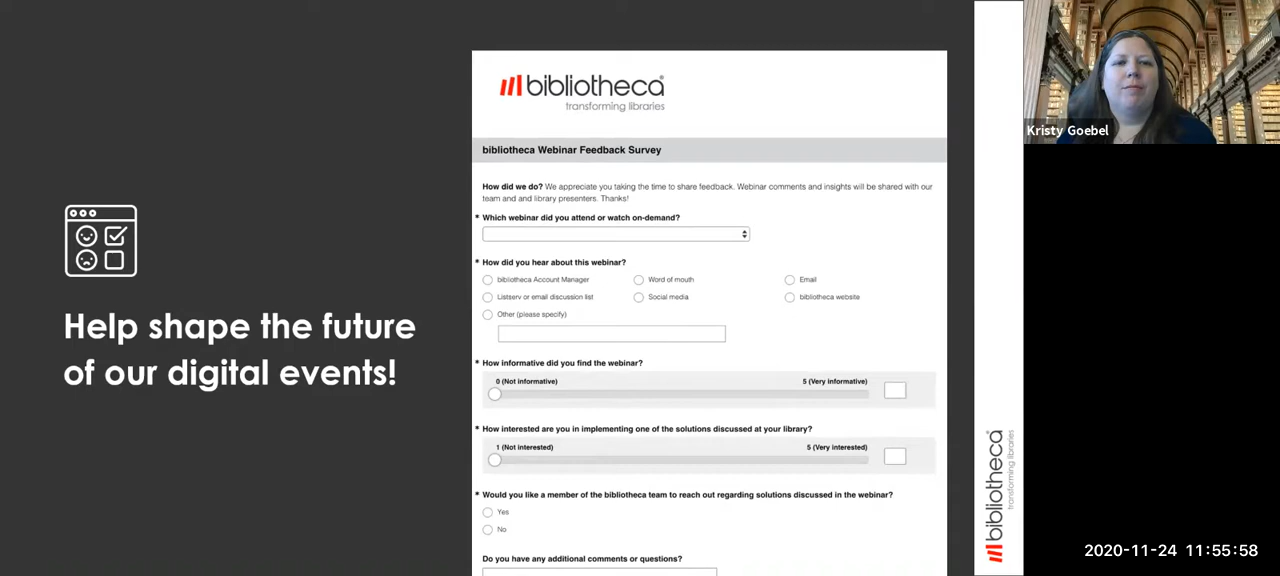 bibliotheca
transforming libraries
bibliotheca Webinar Feedback Survey
How did we do? We appreciate you taking the time to share feedback. Webinar comments and insights will be shared with our
team and and library presenters. Thanks!
* Which webinar did you attend or watch on-demand?
* How did you hear about this webinar?
bibliotheca Account Manager
Word of mouth
Email
Listserv or email discussion list
Social media
bibliotheca website
Other (please specify)
* How informative did you find the webinar?
0 (Not informative)
5 (Very informative)
* How interested are you in implementing one of the solutions discussed at your library?
1 (Not interested)
5 (Very interested)
* Would you like a member of the bibliotheca team to reach out regarding solutions discussed in the webinar?
Yes
No
Do you have any additional comments or questions?
Help shape the future
of our digital events!
bibliotheca
transforming libraries
Kristy Goebel
2020-11-24 11:55:58